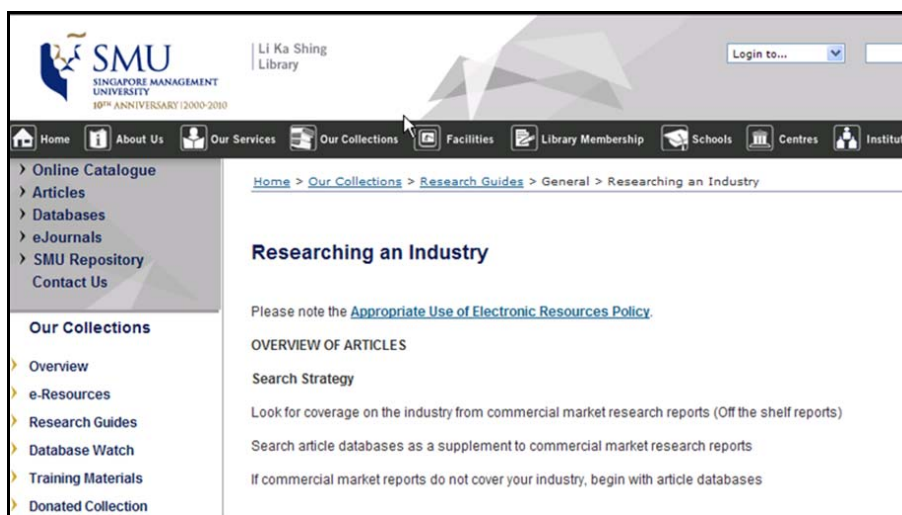 SMU
SINGAPORE MANAGEMENT
UNIVERSITY
10TH ANNIVERSARY | 2000-2010
Li Ka Shing
Library
Login to...
Home
About Us
Our Services
Our Collections
Facilities
Library Membership
Schools
Centres
Institut
Online Catalogue
Articles
Databases
eJournals
SMU Repository
Contact Us
Our Collections
Overview
e-Resources
Research Guides
Database Watch
Training Materials
Donated Collection
Home > Our Collections > Research Guides > General > Researching an Industry
Researching an Industry
Please note the Appropriate Use of Electronic Resources Policy.
OVERVIEW OF ARTICLES
Search Strategy
Look for coverage on the industry from commercial market research reports (Off the shelf reports)
Search article databases as a supplement to commercial market research reports
If commercial market reports do not cover your industry, begin with article databases